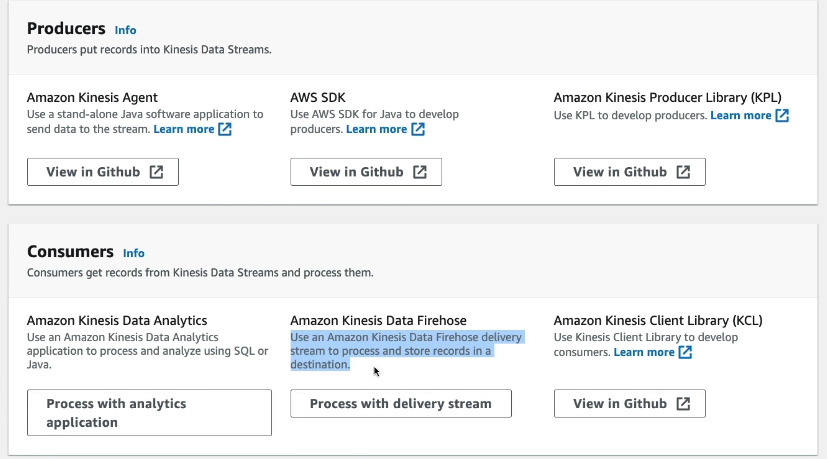 Producers Info
Producers put records into Kinesis Data Streams.
Amazon Kinesis Agent
Use a stand-alone Java software application to
send data to the stream. Learn more
View in Github
AWS SDK
Use AWS SDK for Java to develop
producers. Learn more
View in Github
Amazon Kinesis Producer Library (KPL)
Use KPL to develop producers. Learn more
View in Github
Consumers Info
Consumers get records from Kinesis Data Streams and process them.
Amazon Kinesis Data Analytics
Use an Amazon Kinesis Data Analytics
application to process and analyze using SQL or
Java.
Process with analytics
application
Amazon Kinesis Data Firehose
Use an Amazon Kinesis Data Firehose delivery
stream to process and store records in a
destination.
Process with delivery stream
Amazon Kinesis Client Library (KCL)
Use Kinesis Client Library to develop
consumers. Learn more
View in Github